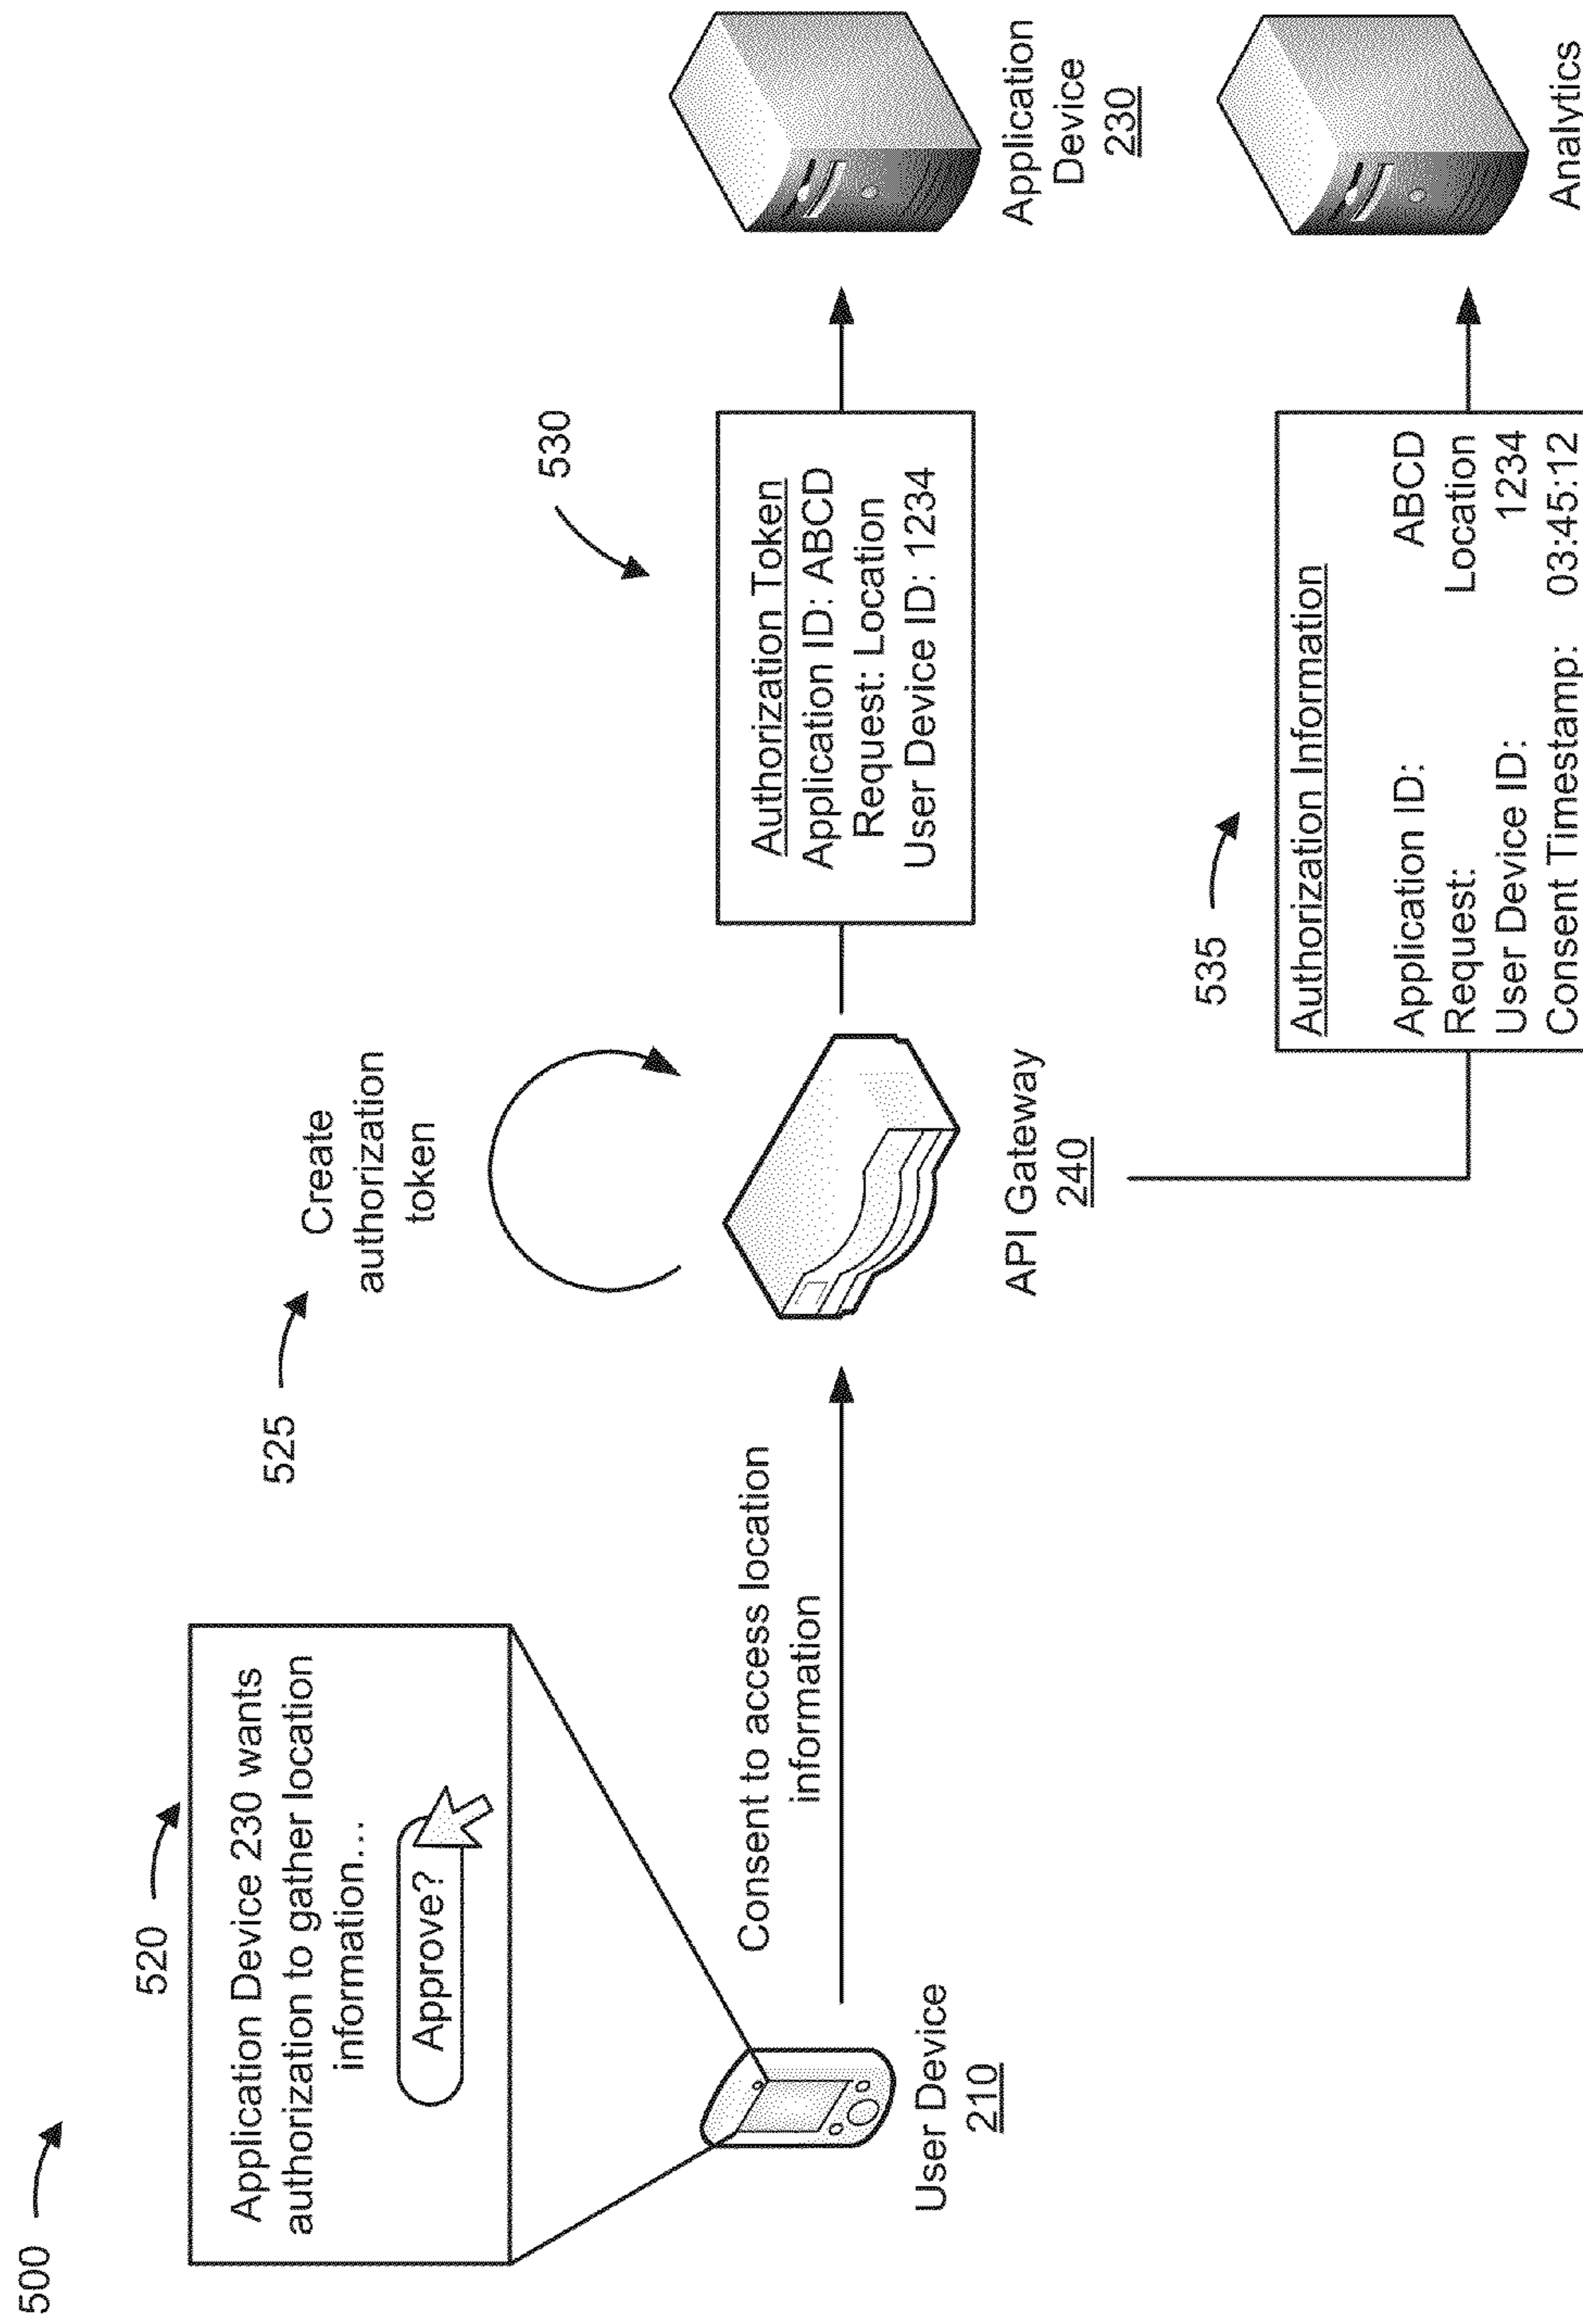 500
520
Application Device 230 wants
authorization to gather location
information...
Approve?
User Device
210
Consent to access location
information
525
Create
authorization
token
API Gateway
240
530
Authorization Token
Application ID: ABCD
Request: Location
User Device ID: 1234
Application
Device
230
535
Authorization Information
Application ID: ABCD
Request: Location
User Device ID: 1234
Consent Timestamp: 03:45:12
Analytics